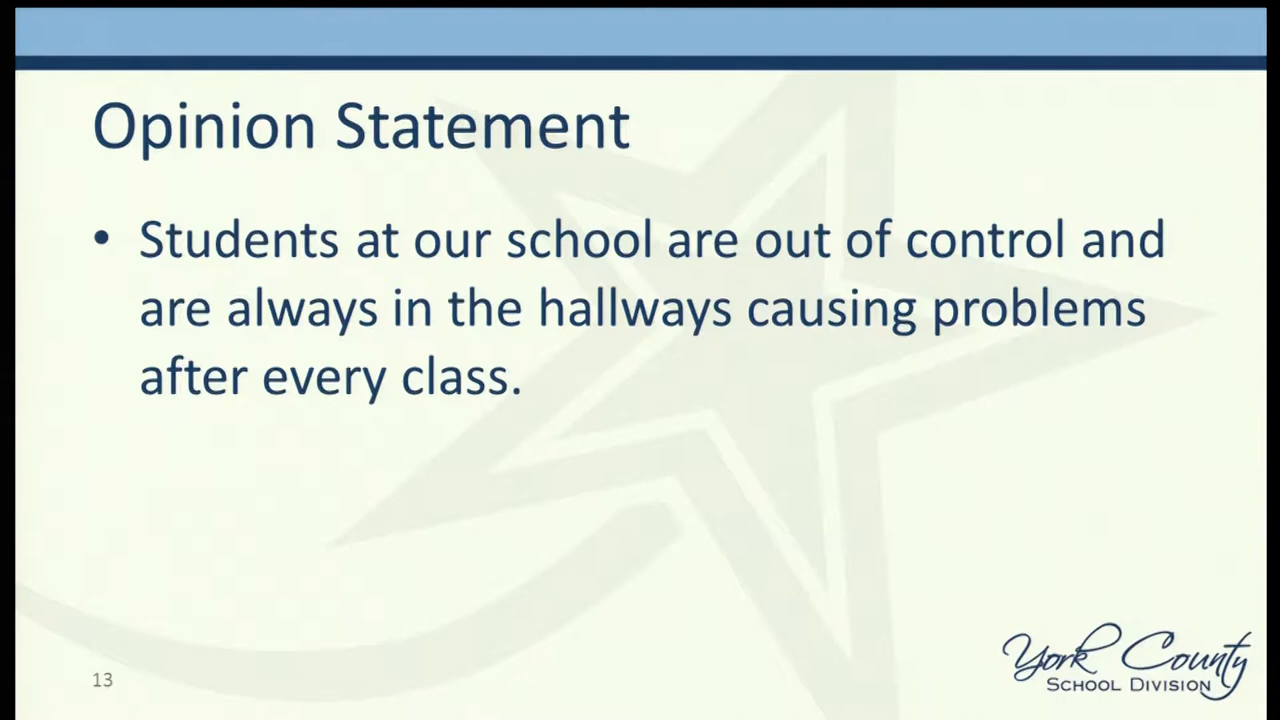 Opinion Statement
• Students at our school are out of control and
are always in the hallways causing problems
after every class.
13
York County
SCHOOL DIVISION